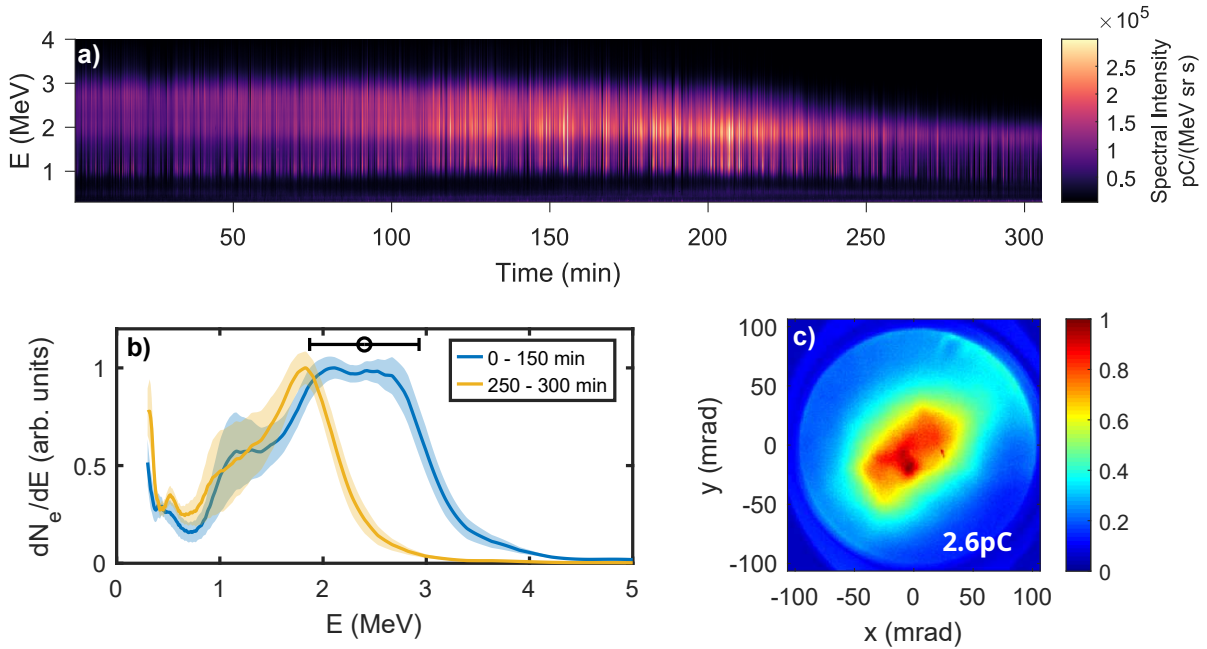 a)
4
3
2
1
E (MeV)
50
100
150
200
250
300
Time (min)
× 10⁵
2.5
2
1.5
1
0.5
Spectral Intensity
pC/(MeV sr s)
b)
1
0.5
0
dNₑ/dE (arb. units)
0 - 150 min
250 - 300 min
0
1
2
3
4
5
E (MeV)
c)
100
50
0
-50
-100
y (mrad)
2.6pC
-100
-50
0
50
100
x (mrad)
1
0.8
0.6
0.4
0.2
0